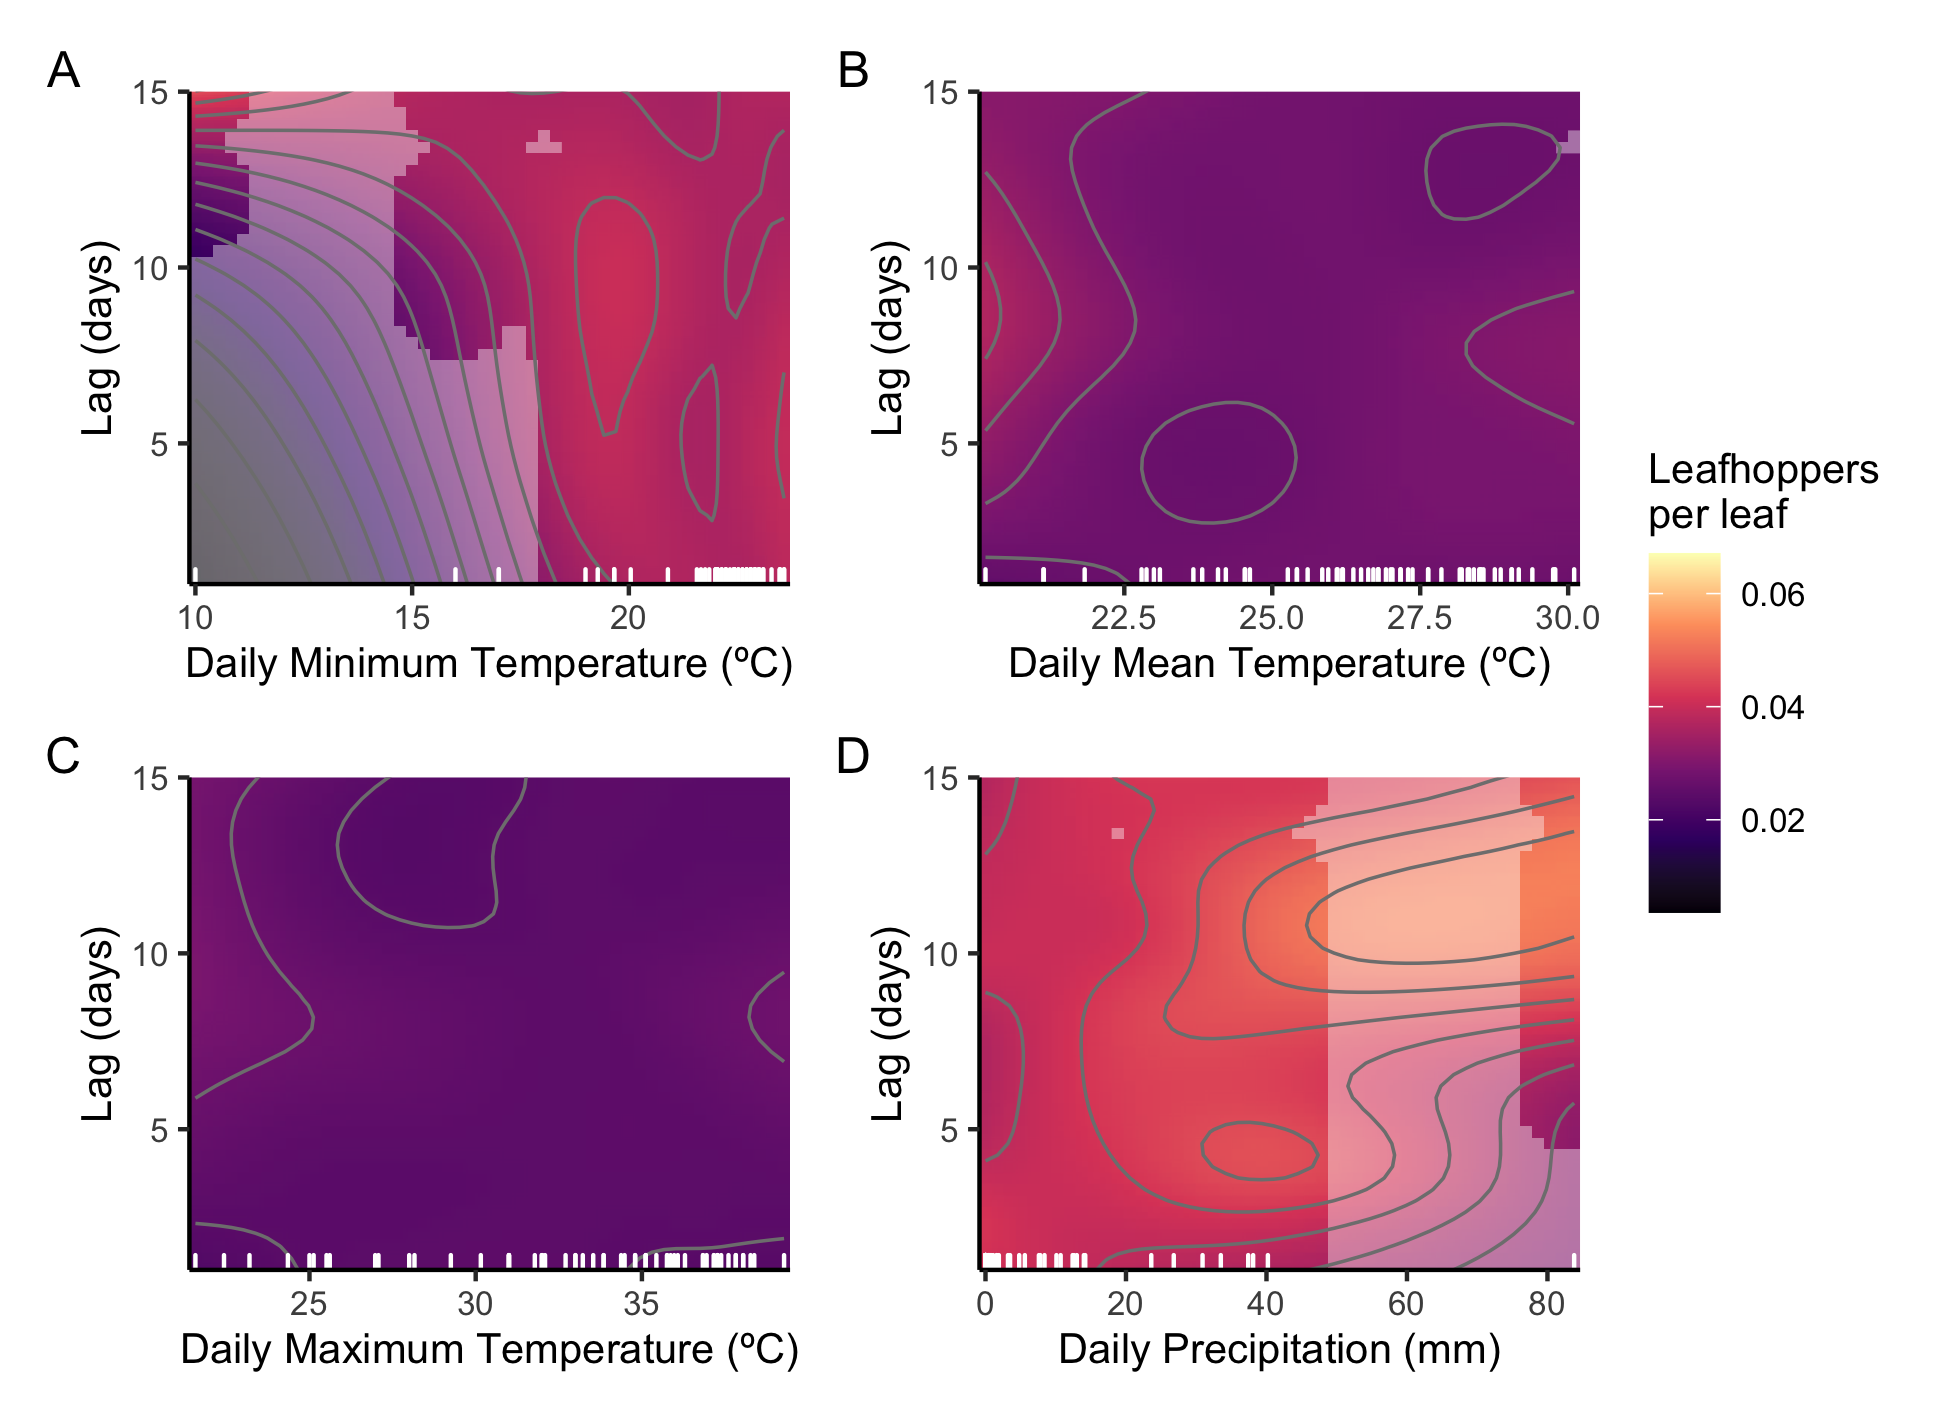 A
15
10
5
Lag (days)
10 15 20
Daily Minimum Temperature (ºC)
B
15
10
5
Lag (days)
22.5 25.0 27.5 30.0
Daily Mean Temperature (ºC)
C
15
10
5
Lag (days)
25 30 35
Daily Maximum Temperature (ºC)
D
15
10
5
Lag (days)
0 20 40 60 80
Daily Precipitation (mm)
Leafhoppers
per leaf
0.06
0.04
0.02